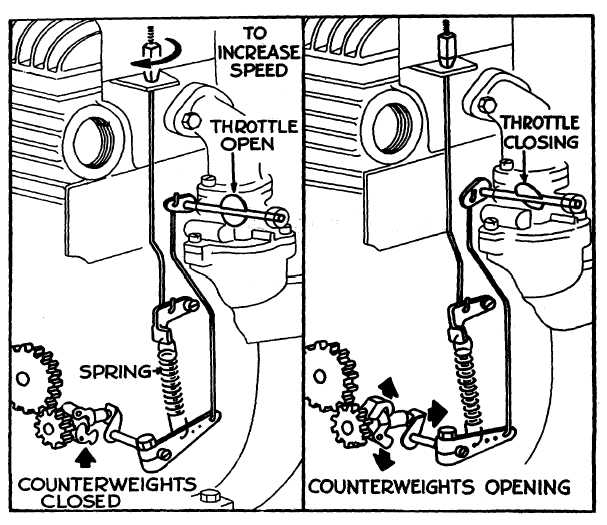 TO
INCREASE
SPEED
THROTTLE
OPEN
SPRING
COUNTERWEIGHTS
CLOSED
THROTTLE
CLOSING
COUNTERWEIGHTS OPENING